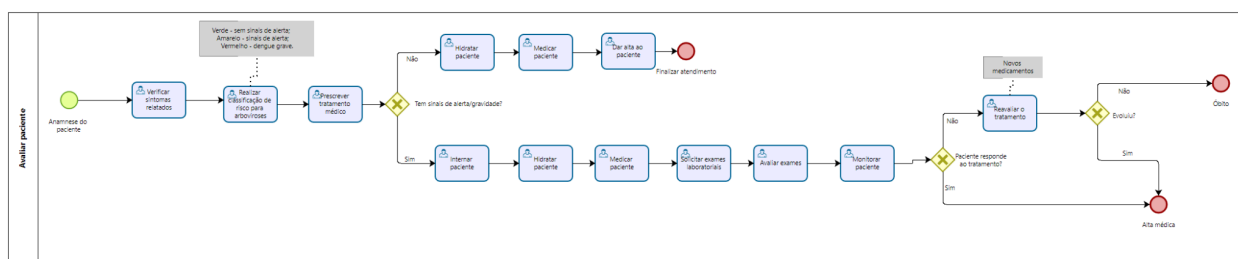 Avaliar paciente
Anamnese do
paciente
Verificar
sintomas
relatados
Verde - sem sinais de alerta;
Amarelo - sinais de alerta;
Vermelho - dengue grave.
Realizar
classificação de
risco para
arboviroses
Prescrever
tratamento
médico
Tem sinais de alerta/gravidade?
Não
Hidratar
paciente
Medicar
paciente
Dar alta ao
paciente
Finalizar atendimento
Sim
Internar
paciente
Hidratar
paciente
Medicar
paciente
Solicitar exames
laboratoriais
Avaliar exames
Monitorar
paciente
Paciente responde
ao tratamento?
Não
Novos
medicamentos
Reavaliar o
tratamento
Evoluiu?
Não
Óbito
Sim
Sim
Alta médica